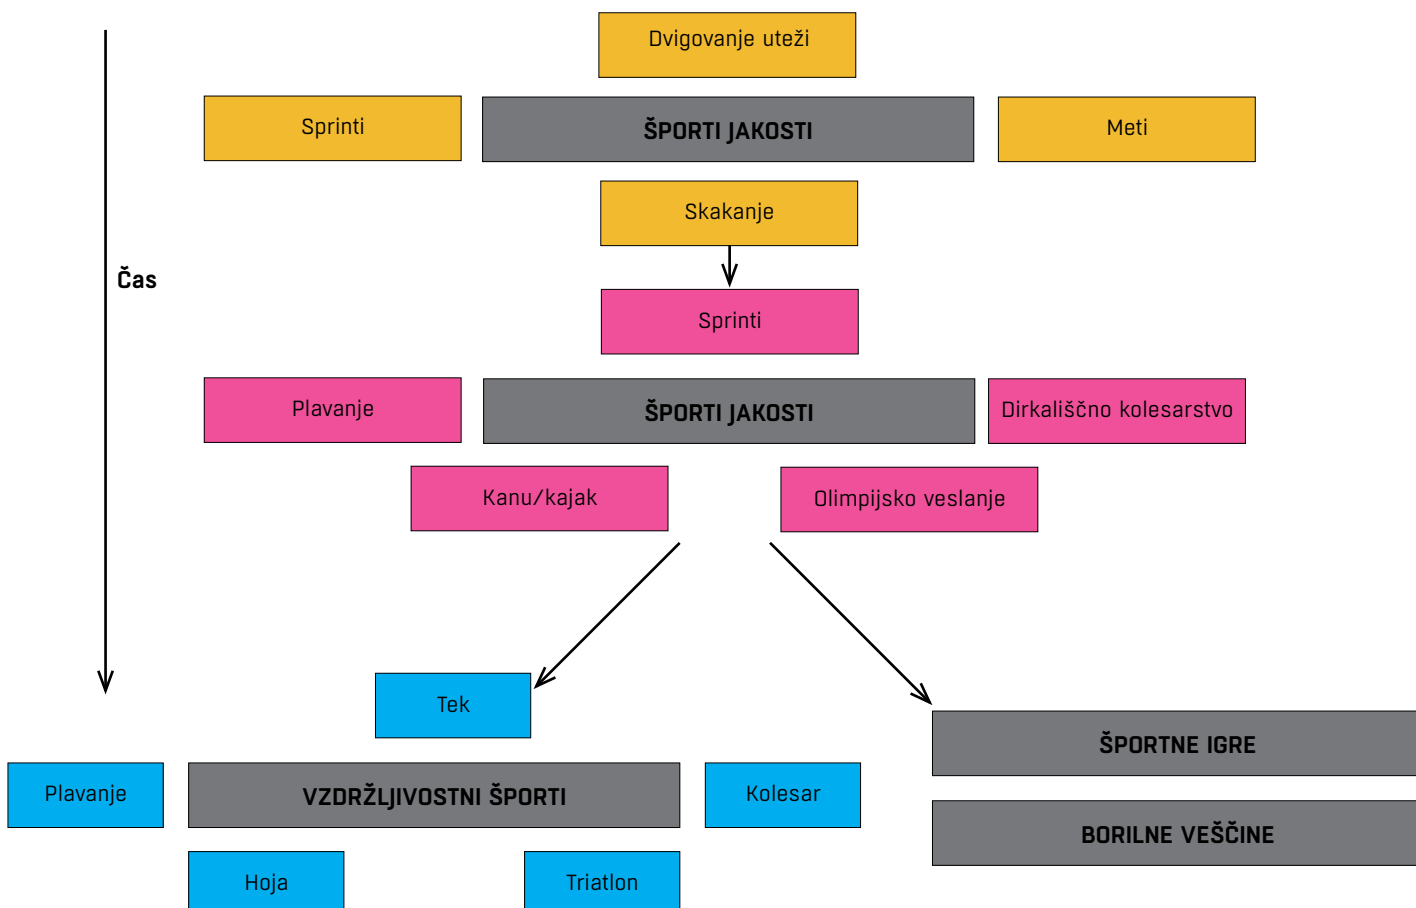 Dvigovanje uteži
Sprinti
ŠPORTI JAKOSTI
Meti
Skakanje
Čas
Sprinti
Plavanje
ŠPORTI JAKOSTI
Dirkališčno kolesarstvo
Kanu/kajak
Olimpijsko veslanje
Tek
ŠPORTNE IGRE
Plavanje
VZDRŽLJIVOSTNI ŠPORTI
Kolesar
BORILNE VEŠČINE
Hoja
Triatlon